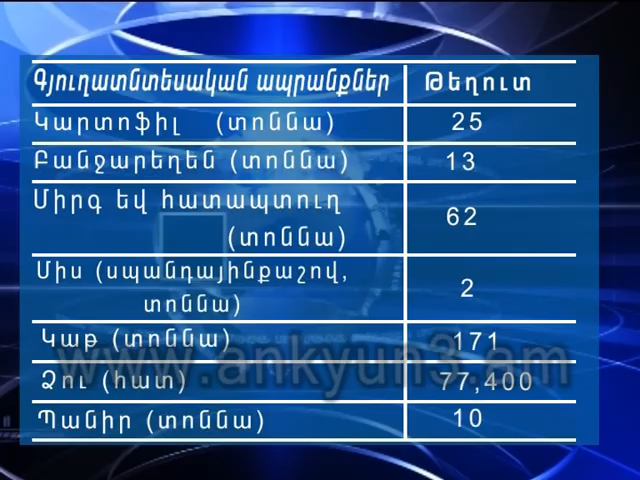 Գյուղատնտեսական ապրանքներ Թեղուտ
Կարտոֆիլ (տոննա) 25
Բանջարեղեն (տոննա) 13
Միրգ եվ հատապտուղ
(տոննա) 62
Միս (սպանդայինքաշով,
տոննա) 2
Կաթ (տոննա) 171
www.ankyun3.am
Ձու (հատ) 77,400
Պանիր (տոննա) 10